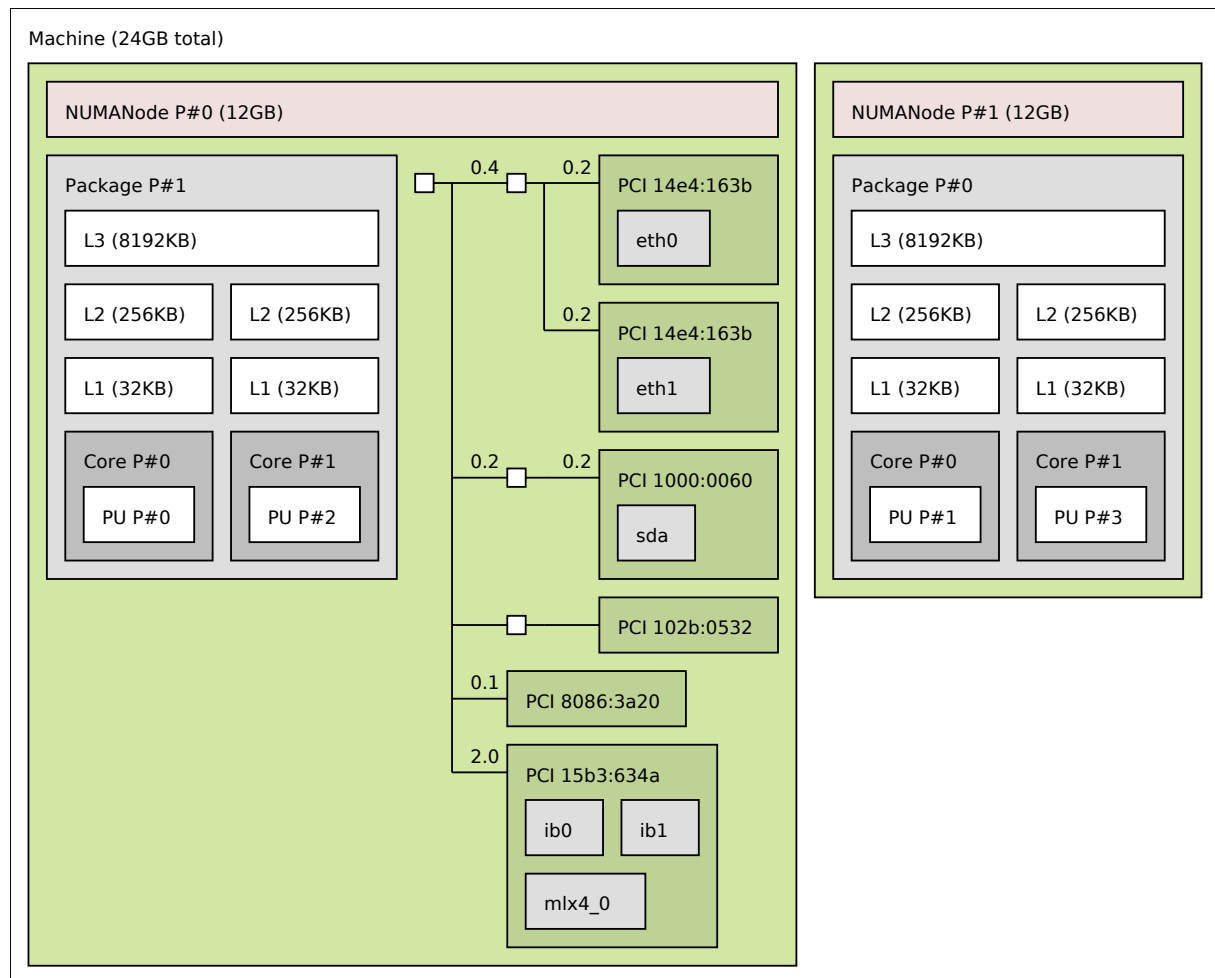 Machine (24GB total)
NUMANode P#0 (12GB)
Package P#1
L3 (8192KB)
L2 (256KB) L2 (256KB)
L1 (32KB) L1 (32KB)
Core P#0 Core P#1
PU P#0 PU P#2
0.4 0.2 PCI 14e4:163b
eth0
0.2 PCI 14e4:163b
eth1
0.2 0.2 PCI 1000:0060
sda
PCI 102b:0532
0.1 PCI 8086:3a20
2.0 PCI 15b3:634a
ib0 ib1
mlx4_0
NUMANode P#1 (12GB)
Package P#0
L3 (8192KB)
L2 (256KB) L2 (256KB)
L1 (32KB) L1 (32KB)
Core P#0 Core P#1
PU P#1 PU P#3